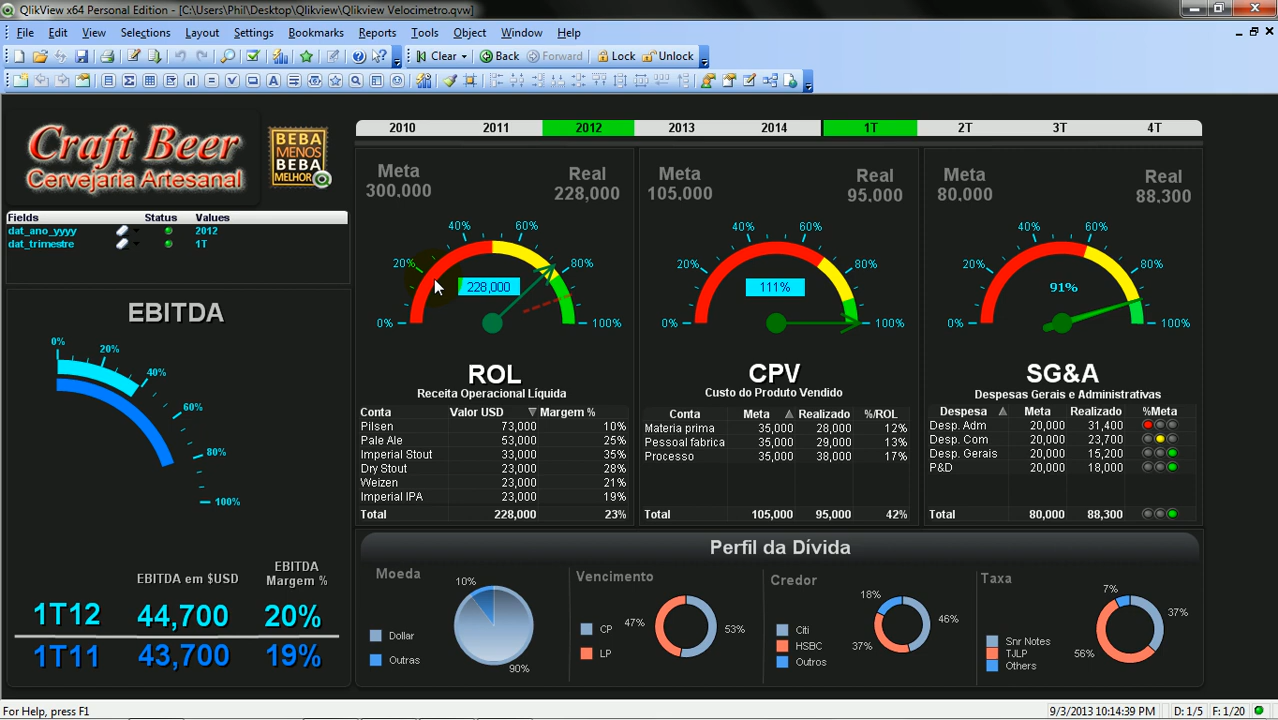 QlikView x64 Personal Edition - [C:\Users\Phil\Desktop\Qlikview\Qlikview Velocimetro.qvw]
File Edit View Selections Layout Settings Bookmarks Reports Tools Object Window Help
Clear Back Forward Lock Unlock
Craft Beer
Cervejaria Artesanal
BEBA
MENOS
BEBA
MELHOR
Fields Status Values
dat_ano_yyyy 2012
dat_trimestre 1T
2010 2011 2012 2013 2014 1T 2T 3T 4T
EBITDA
0%
20%
40%
60%
80%
100%
EBITDA em $USD
EBITDA
Margem %
1T12 44,700 20%
1T11 43,700 19%
Meta
300,000
Real
228,000
0%
20%
40%
60%
80%
100%
228,000
ROL
Receita Operacional Líquida
Conta Valor USD Margem %
Pilsen 73,000 10%
Pale Ale 53,000 25%
Imperial Stout 33,000 35%
Dry Stout 23,000 28%
Weizen 23,000 21%
Imperial IPA 23,000 19%
Total 228,000 23%
Meta
105,000
Real
95,000
0%
20%
40%
60%
80%
100%
111%
CPV
Custo do Produto Vendido
Conta Meta Realizado %/ROL
Materia prima 35,000 28,000 12%
Pessoal fabrica 35,000 29,000 13%
Processo 35,000 38,000 17%
Total 105,000 95,000 42%
Meta
80,000
Real
88,300
0%
20%
40%
60%
80%
100%
91%
SG&A
Despesas Gerais e Administrativas
Despesa Meta Realizado %Meta
Desp. Adm 20,000 31,400
Desp. Com 20,000 23,700
Desp. Gerais 20,000 15,200
P&D 20,000 18,000
Total 80,000 88,300
Perfil da Dívida
Moeda
Dollar
Outras
10%
90%
Vencimento
CP
LP
47%
53%
Credor
Citi
HSBC
Outros
18%
46%
37%
Taxa
Snr Notes
TJLP
Others
7%
37%
56%
For Help, press F1
9/3/2013 10:14:39 PM D: 1/5 F: 1/20